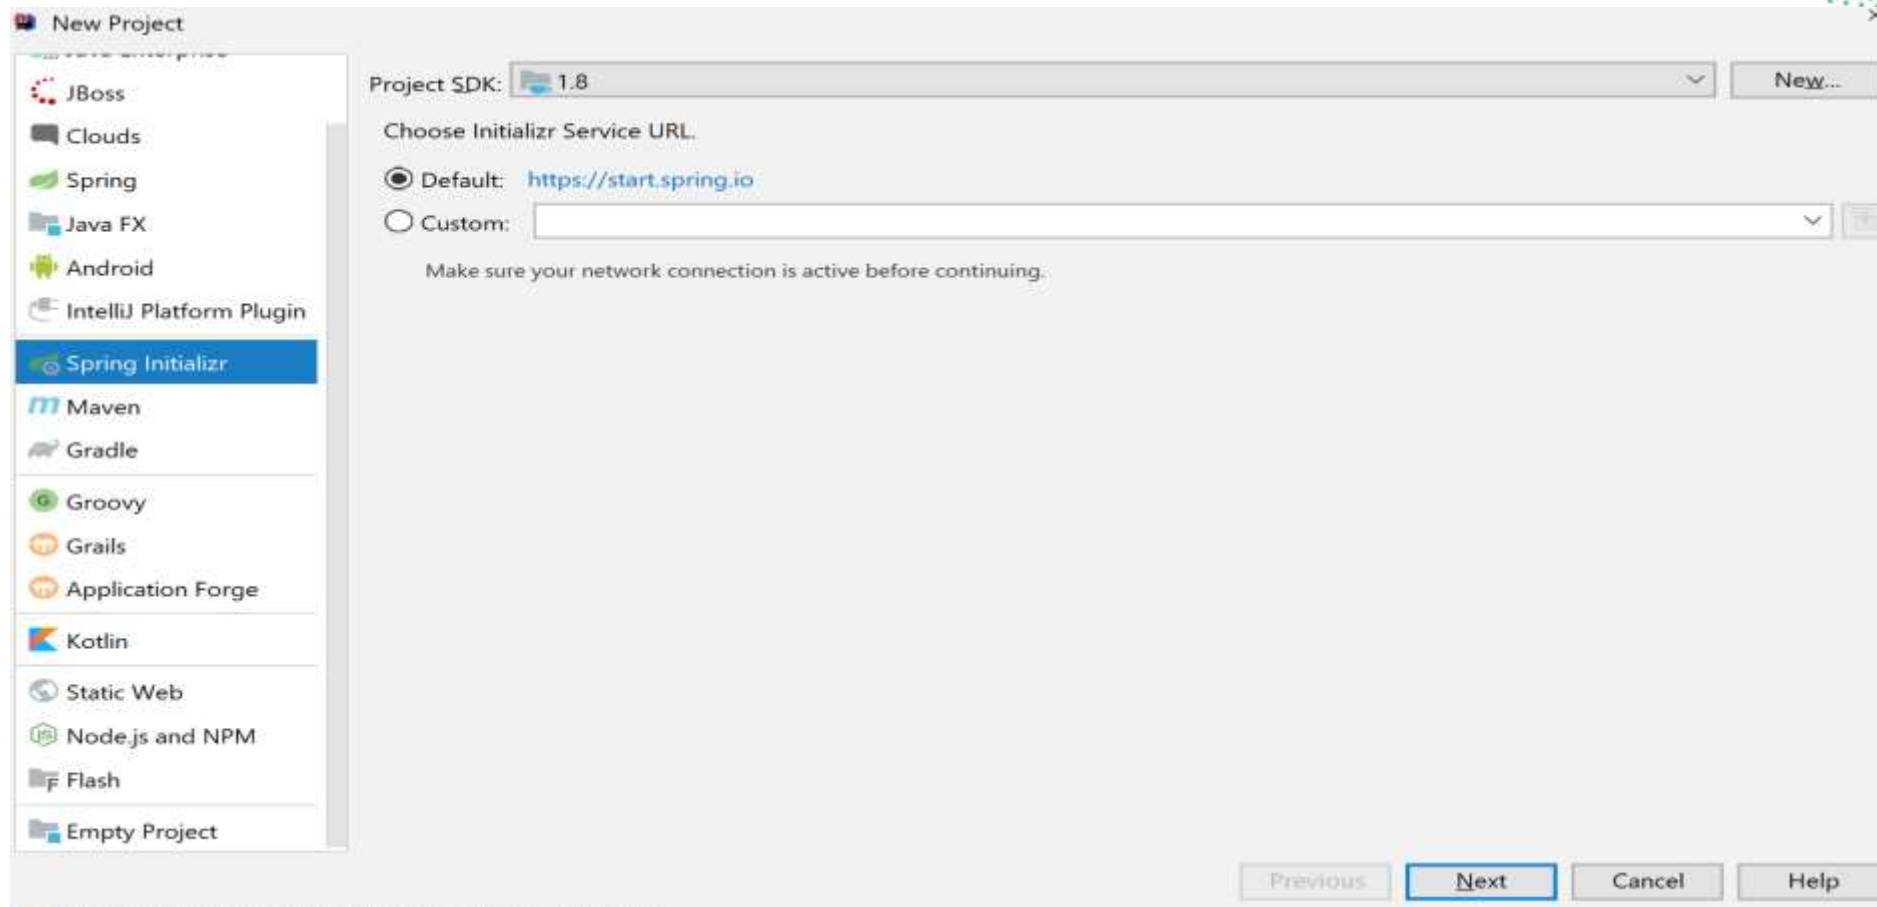 New Project
JBoss
Clouds
Spring
Java FX
Android
IntelliJ Platform Plugin
Spring Initializr
Maven
Gradle
Groovy
Grails
Application Forge
Kotlin
Static Web
Node.js and NPM
Flash
Empty Project
Project SDK: 1.8 New...
Choose Initializr Service URL.
Default: https://start.spring.io
Custom:
Make sure your network connection is active before continuing.
Previous Next Cancel Help